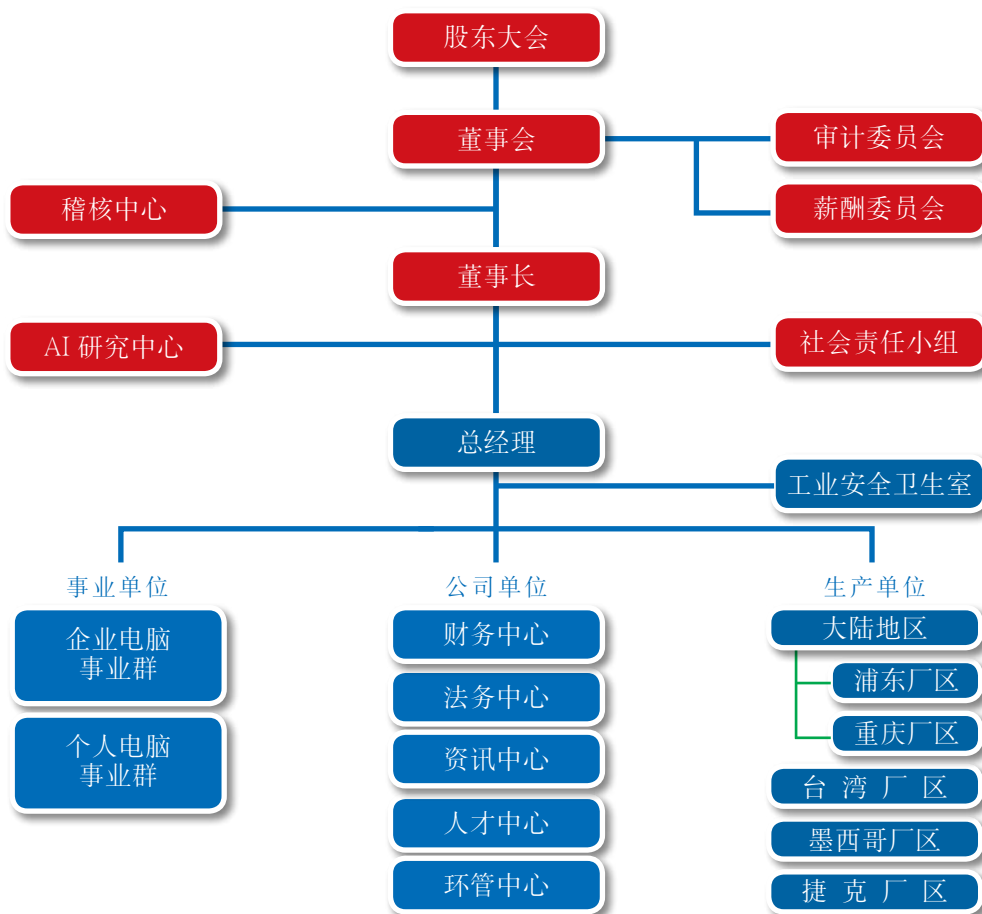 股东大会
董事会
审计委员会
稽核中心
薪酬委员会
董事长
AI 研究中心
社会责任小组
总经理
工业安全卫生室
事业单位
企业电脑
事业群
个人电脑
事业群
公司单位
财务中心
法务中心
资讯中心
人才中心
环管中心
生产单位
大陆地区
浦东厂区
重庆厂区
台湾厂区
墨西哥厂区
捷克厂区